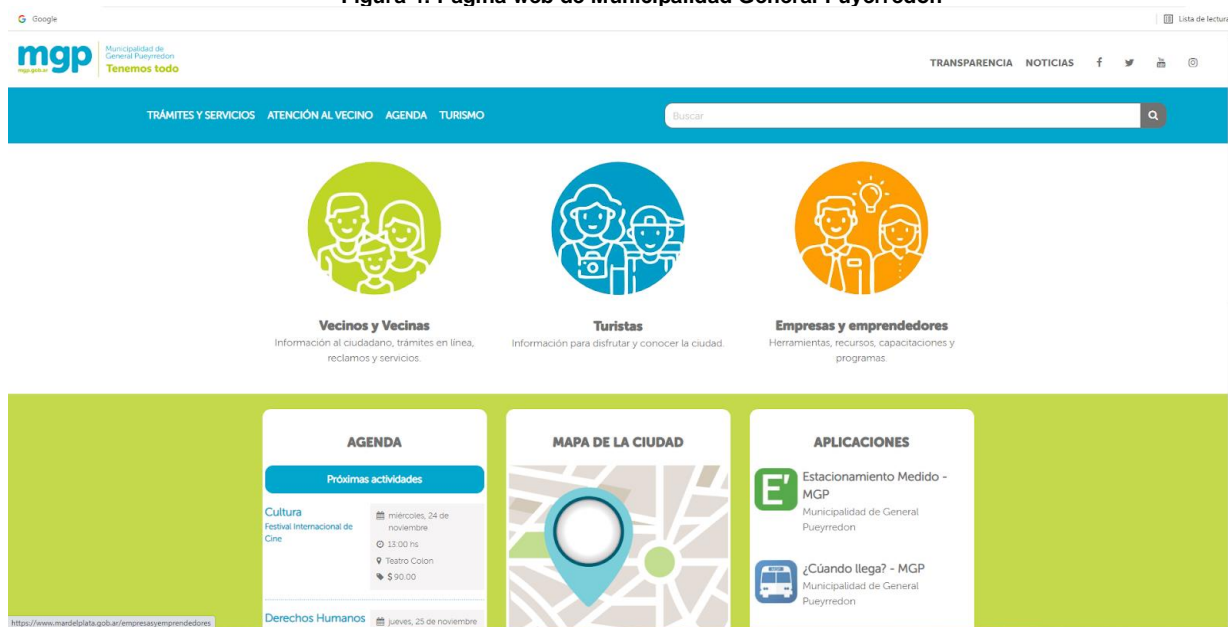 Figura 4. Página web de Municipalidad General Pueyrredón
Google
Lista de lectura
mgp
mgp.gob.ar
Municipalidad de
General Pueyrredon
Tenemos todo
TRANSPARENCIA NOTICIAS
TRÁMITES Y SERVICIOS ATENCIÓN AL VECINO AGENDA TURISMO
Buscar
Vecinos y Vecinas
Información al ciudadano, trámites en línea,
reclamos y servicios.
Turistas
Información para disfrutar y conocer la ciudad.
Empresas y emprendedores
Herramientas, recursos, capacitaciones y
programas.
AGENDA
Próximas actividades
Cultura
Festival Internacional de
Cine
miércoles, 24 de
noviembre
13:00 hs
Teatro Colon
$ 90.00
Derechos Humanos
jueves, 25 de noviembre
MAPA DE LA CIUDAD
APLICACIONES
E'
Estacionamiento Medido -
MGP
Municipalidad de General
Pueyrredon
¿Cúando llega? - MGP
Municipalidad de General
Pueyrredon
https://www.mardelplata.gob.ar/empresasyemprendedores